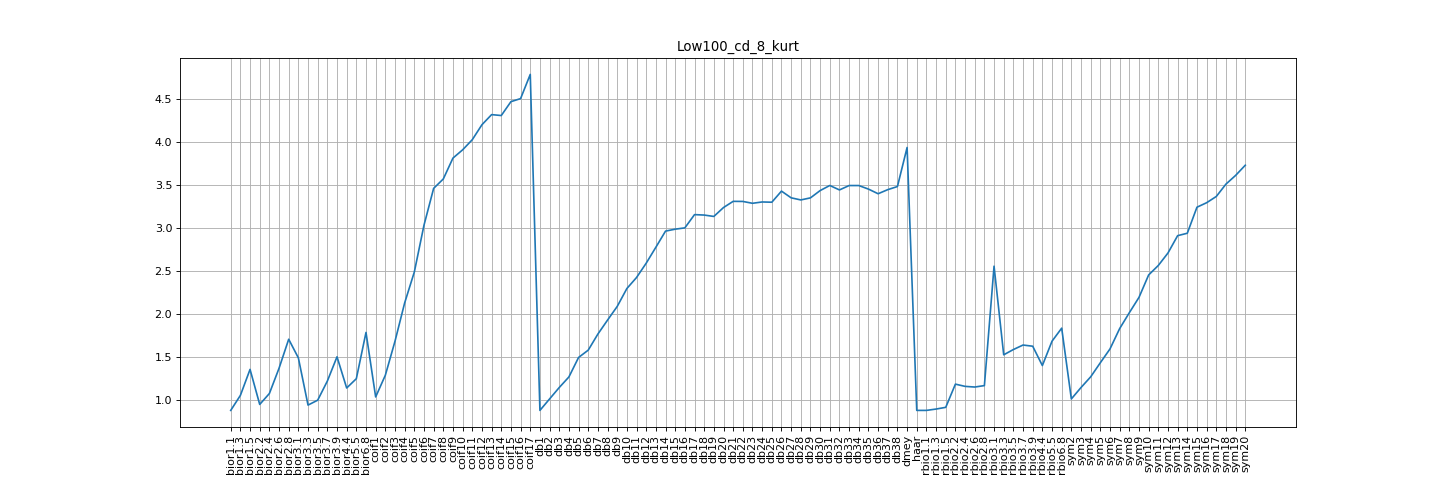 Low100_cd_8_kurt
4.5
4.0
3.5
3.0
2.5
2.0
1.5
1.0
bior1.1
bior1.3
bior1.5
bior2.2
bior2.4
bior2.6
bior2.8
bior3.1
bior3.3
bior3.5
bior3.7
bior3.9
bior4.4
bior5.5
bior6.8
coif1
coif2
coif3
coif4
coif5
coif6
coif7
coif8
coif9
coif10
coif11
coif12
coif13
coif14
coif15
coif16
coif17
db1
db2
db3
db4
db5
db6
db7
db8
db9
db10
db11
db12
db13
db14
db15
db16
db17
db18
db19
db20
db21
db22
db23
db24
db25
db26
db27
db28
db29
db30
db31
db32
db33
db34
db35
db36
db37
db38
dmey
haar
rbio1.1
rbio1.3
rbio1.5
rbio2.2
rbio2.4
rbio2.6
rbio2.8
rbio3.1
rbio3.3
rbio3.5
rbio3.7
rbio3.9
rbio4.4
rbio5.5
rbio6.8
sym2
sym3
sym4
sym5
sym6
sym7
sym8
sym9
sym10
sym11
sym12
sym13
sym14
sym15
sym16
sym17
sym18
sym19
sym20